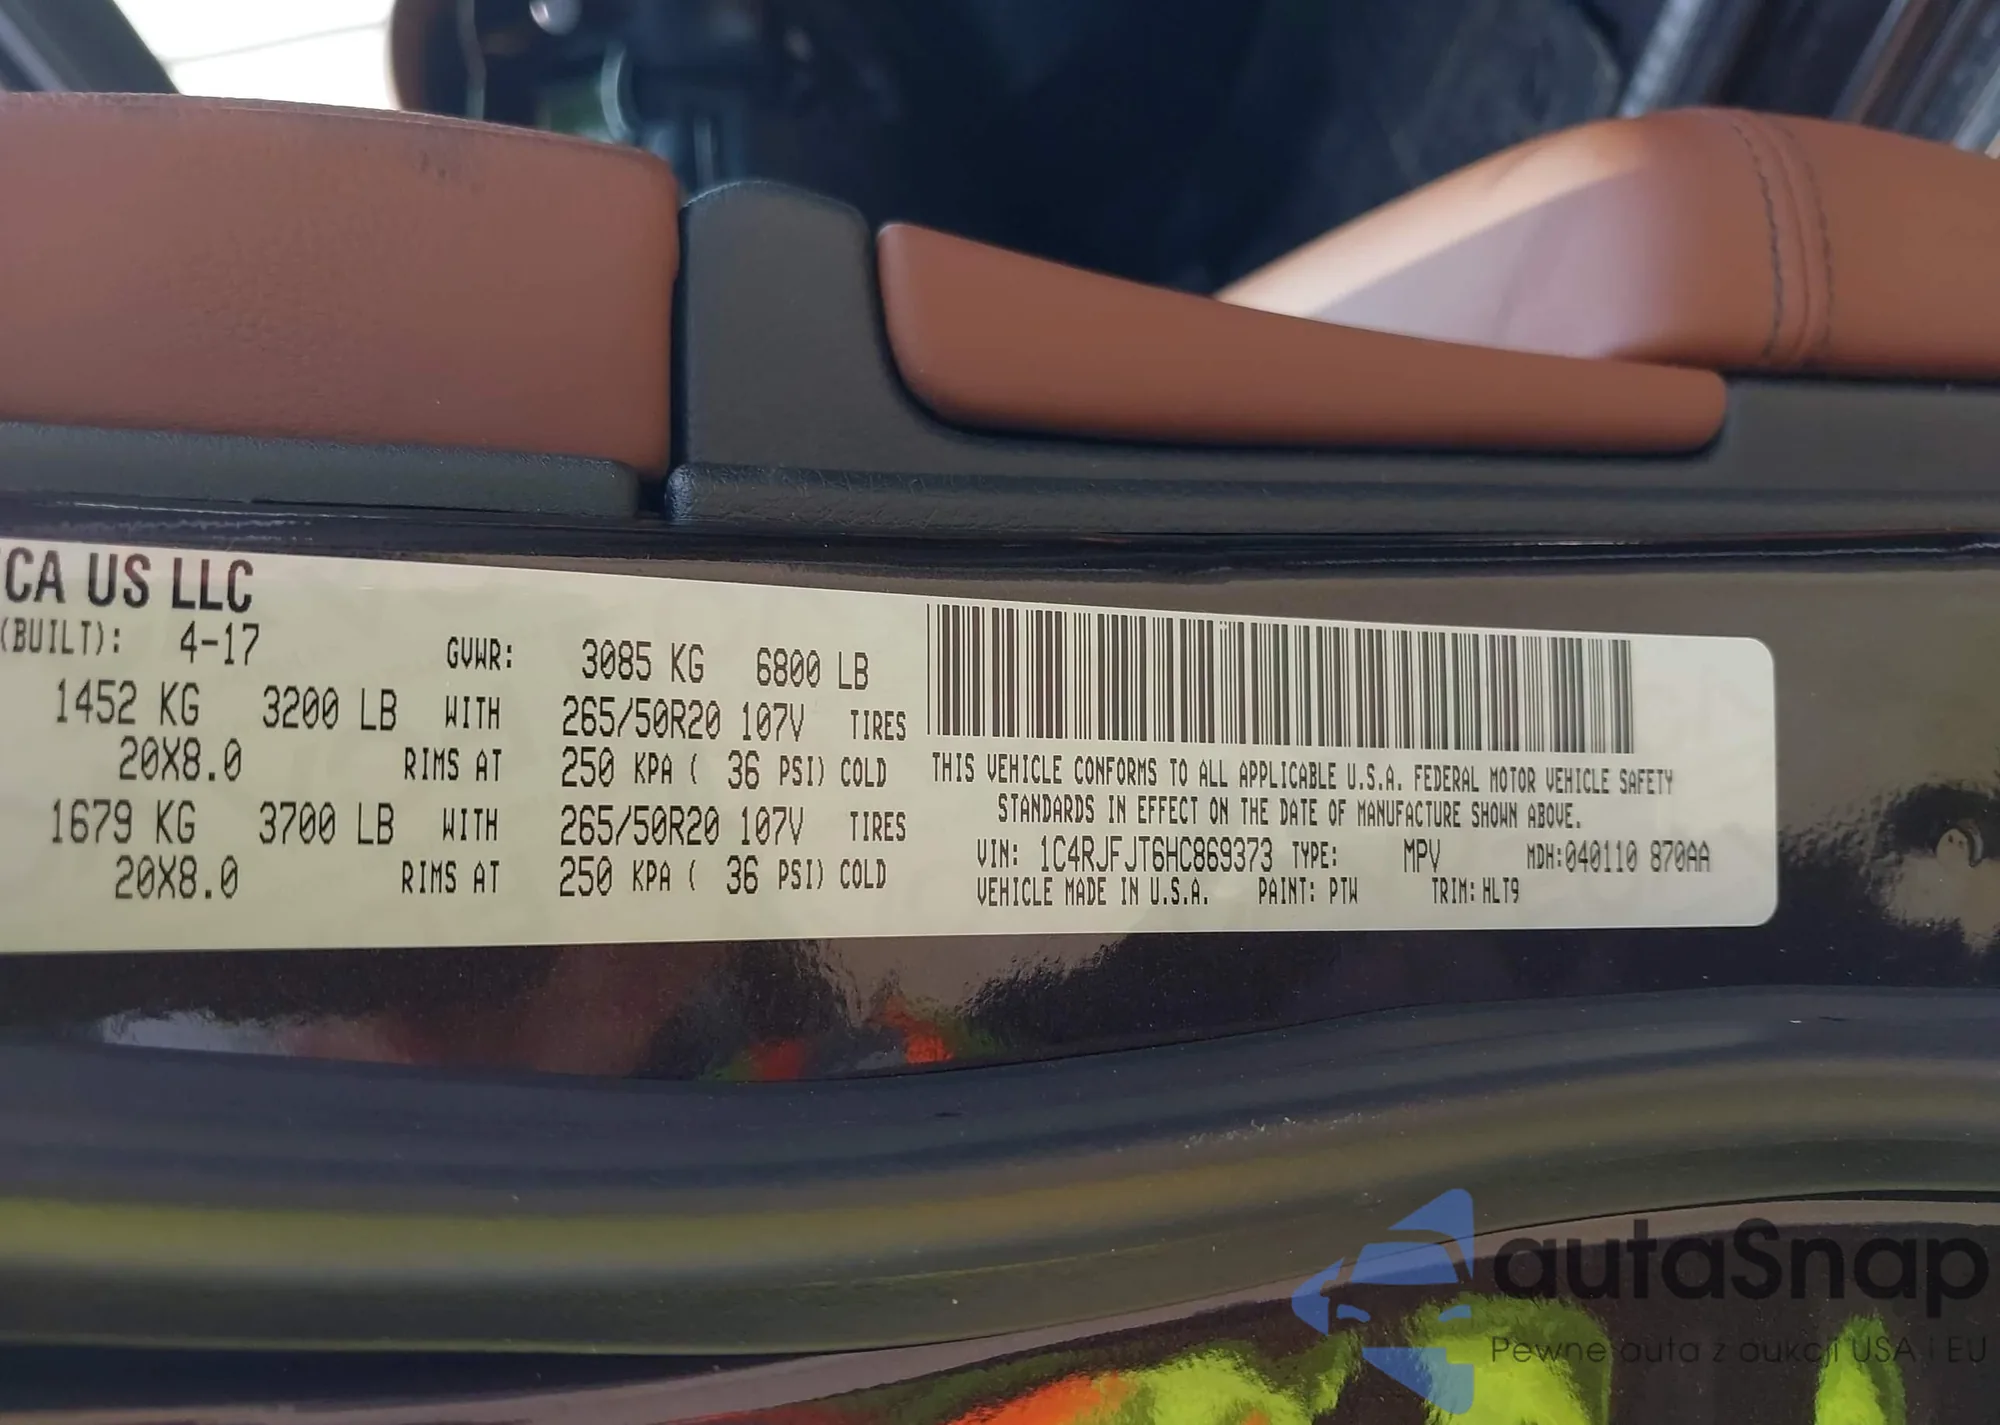 CA US LLC
(BUILT): 4-17
GVWR: 3085 KG 6800 LB
1452 KG 3200 LB WITH 265/50R20 107V TIRES
20X8.0 RIMS AT 250 KPA ( 36 PSI) COLD
1679 KG 3700 LB WITH 265/50R20 107V TIRES
20X8.0 RIMS AT 250 KPA ( 36 PSI) COLD
THIS VEHICLE CONFORMS TO ALL APPLICABLE U.S.A. FEDERAL MOTOR VEHICLE SAFETY
STANDARDS IN EFFECT ON THE DATE OF MANUFACTURE SHOWN ABOVE.
VIN: 1C4RJFJT6HC869373 TYPE: MPV MDH:040110 870AA
VEHICLE MADE IN U.S.A. PAINT: PTW TRIM: HLT9
autaSnap
Pewne auta z aukcji USA i EU